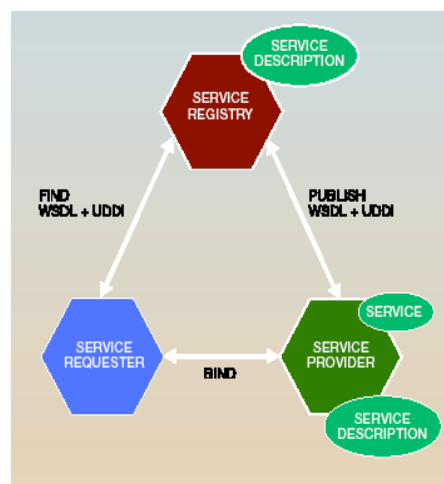 SERVICE
DESCRIPTION
SERVICE
REGISTRY
FIND
WSDL + UDDI
PUBLISH
WSDL + UDDI
SERVICE
SERVICE
REQUESTER
SERVICE
PROVIDER
BIND
SERVICE
DESCRIPTION